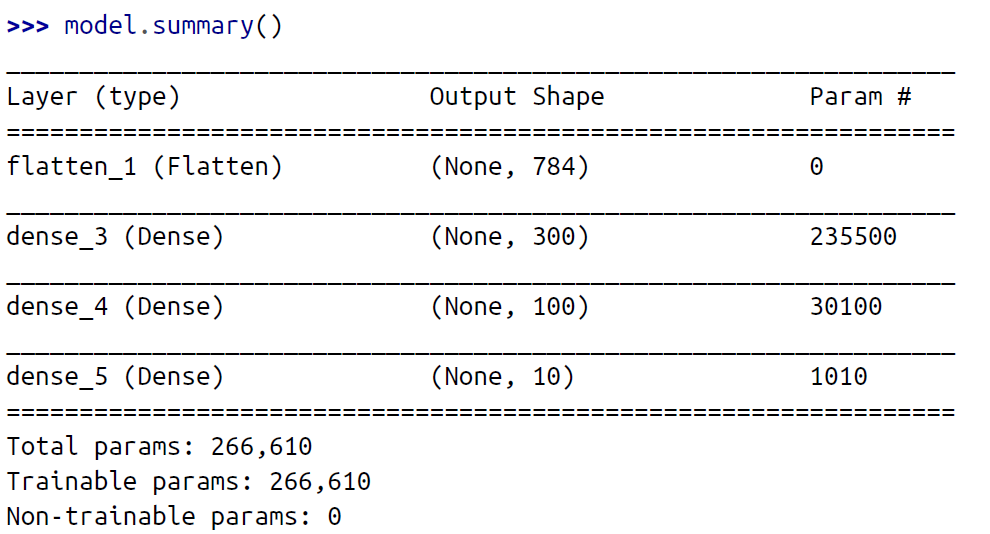 >>> model.summary()
_________________________________________________________________
Layer (type)                 Output Shape              Param #
=================================================================
flatten_1 (Flatten)          (None, 784)               0
_________________________________________________________________
dense_3 (Dense)              (None, 300)               235500
_________________________________________________________________
dense_4 (Dense)              (None, 100)               30100
_________________________________________________________________
dense_5 (Dense)              (None, 10)                1010
=================================================================
Total params: 266,610
Trainable params: 266,610
Non-trainable params: 0